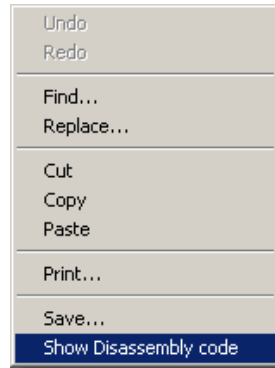 Undo
Redo
Find...
Replace...
Cut
Copy
Paste
Print...
Save...
Show Disassembly code